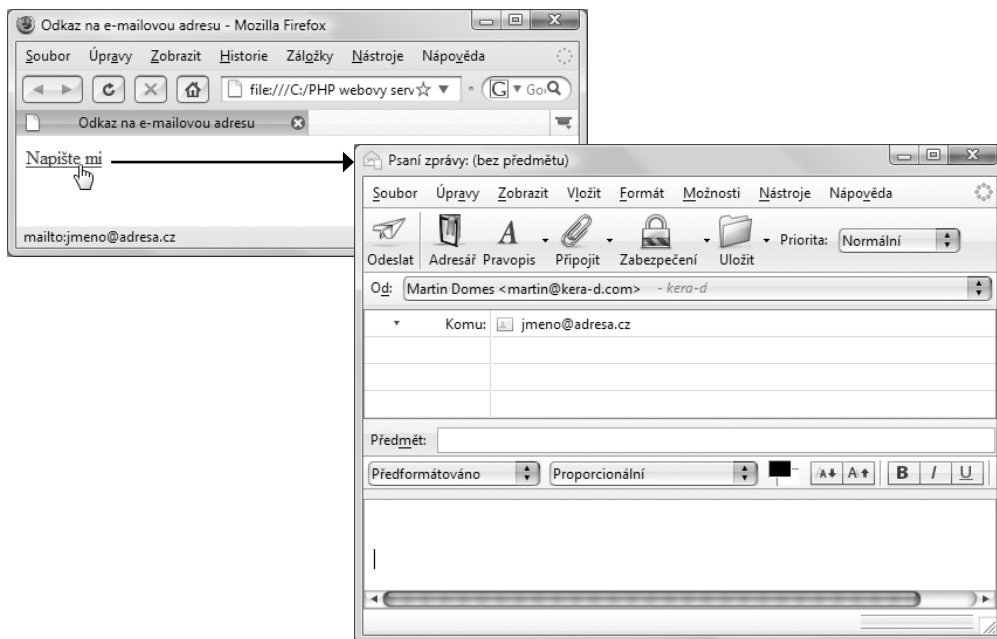 Odkaz na e-mailovou adresu - Mozilla Firefox
Soubor Úpravy Zobrazit Historie Záložky Nástroje Nápověda
file:///C:/PHP webovy serv G Go
Odkaz na e-mailovou adresu
Napište mi
mailto:jmeno@adresa.cz
Psaní zprávy: (bez předmětu)
Soubor Úpravy Zobrazit Vložit Formát Možnosti Nástroje Nápověda
Odeslat Adresář Pravopis Připojit Zabezpečení Uložit Priorita: Normální
Od: Martin Domes <martin@kera-d.com> - kera-d
Komu: jmeno@adresa.cz
Předmět:
Předformátováno Proporcionální A A B I U